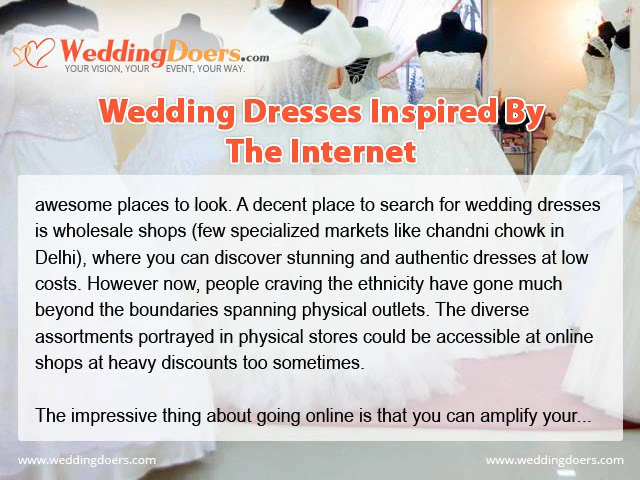 WeddingDoers.com
YOUR VISION, YOUR EVENT, YOUR WAY.
Wedding Dresses Inspired By
The Internet
awesome places to look. A decent place to search for wedding dresses
is wholesale shops (few specialized markets like chandni chowk in
Delhi), where you can discover stunning and authentic dresses at low
costs. However now, people craving the ethnicity have gone much
beyond the boundaries spanning physical outlets. The diverse
assortments portrayed in physical stores could be accessible at online
shops at heavy discounts too sometimes.
The impressive thing about going online is that you can amplify your...
www.weddingdoers.com
www.weddingdoers.com